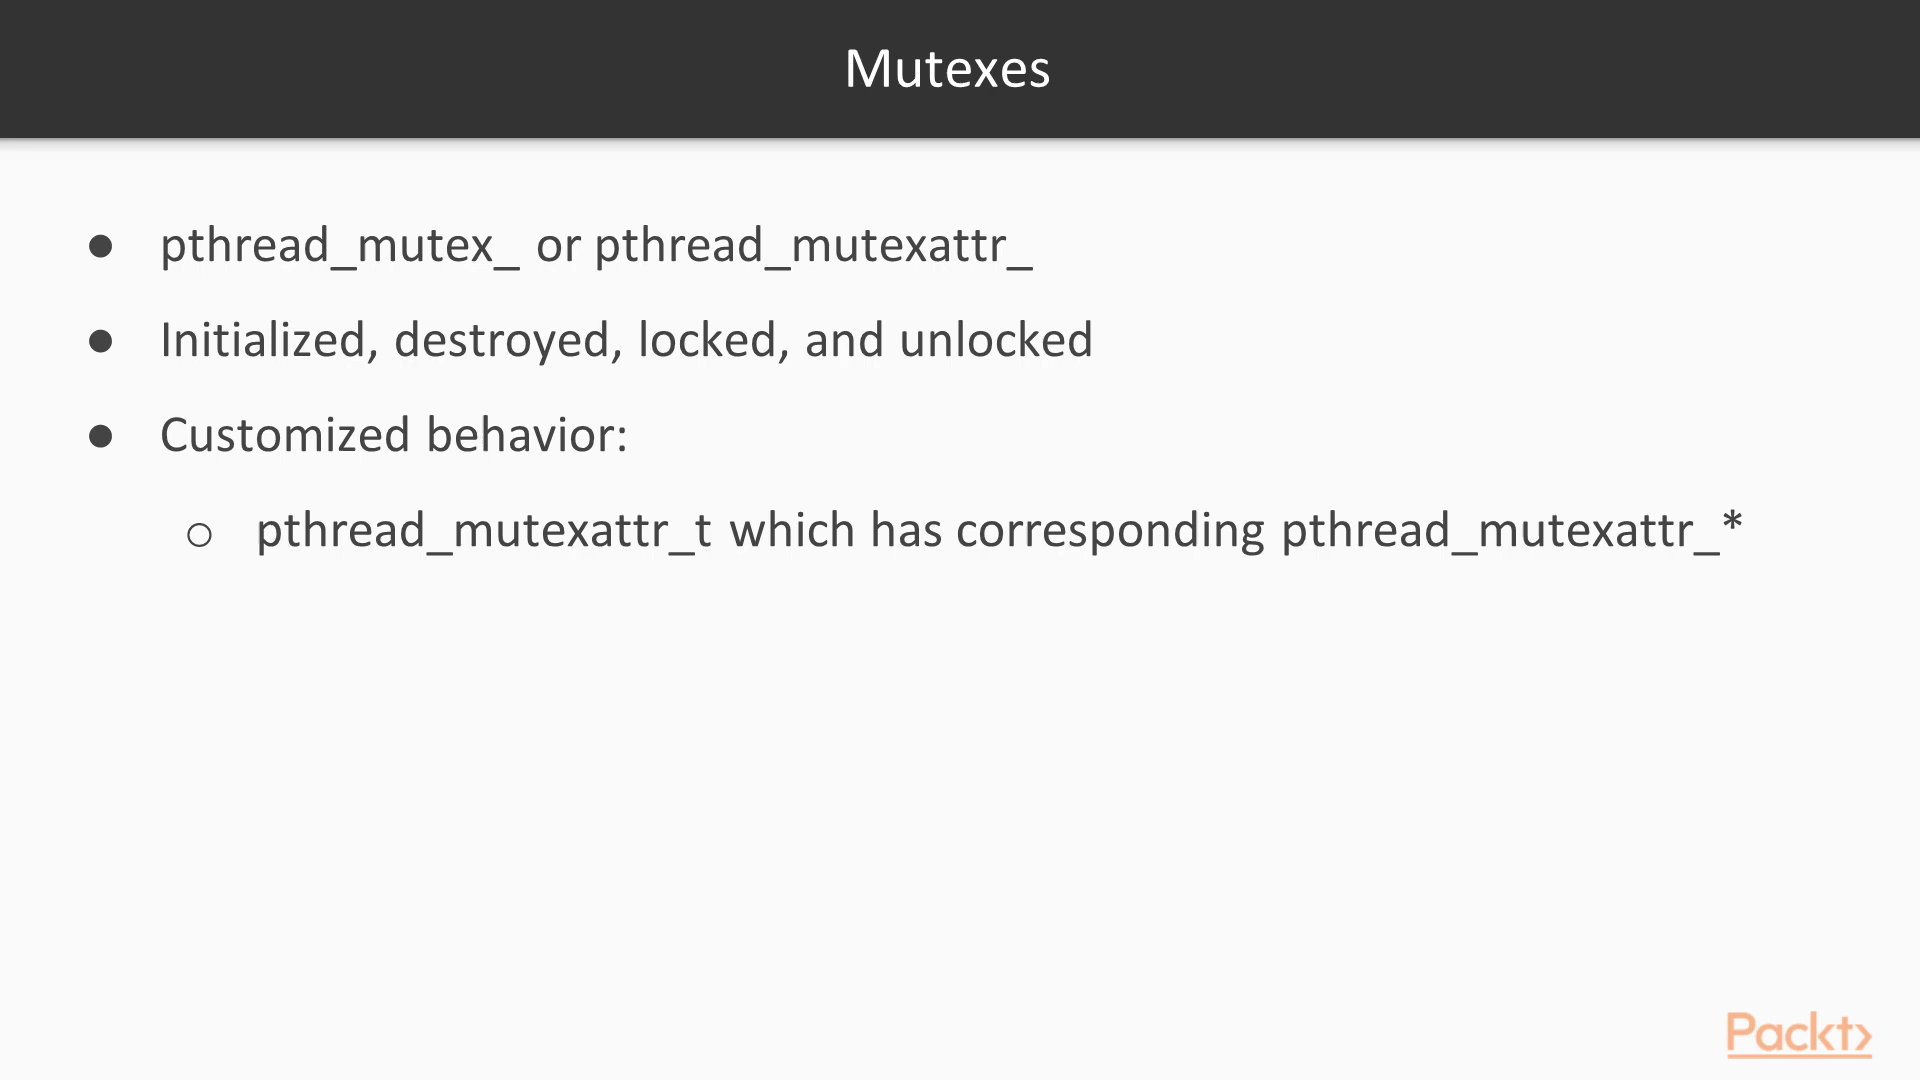 Mutexes
● pthread_mutex_ or pthread_mutexattr_
● Initialized, destroyed, locked, and unlocked
● Customized behavior:
○ pthread_mutexattr_t which has corresponding pthread_mutexattr_*
Packt>